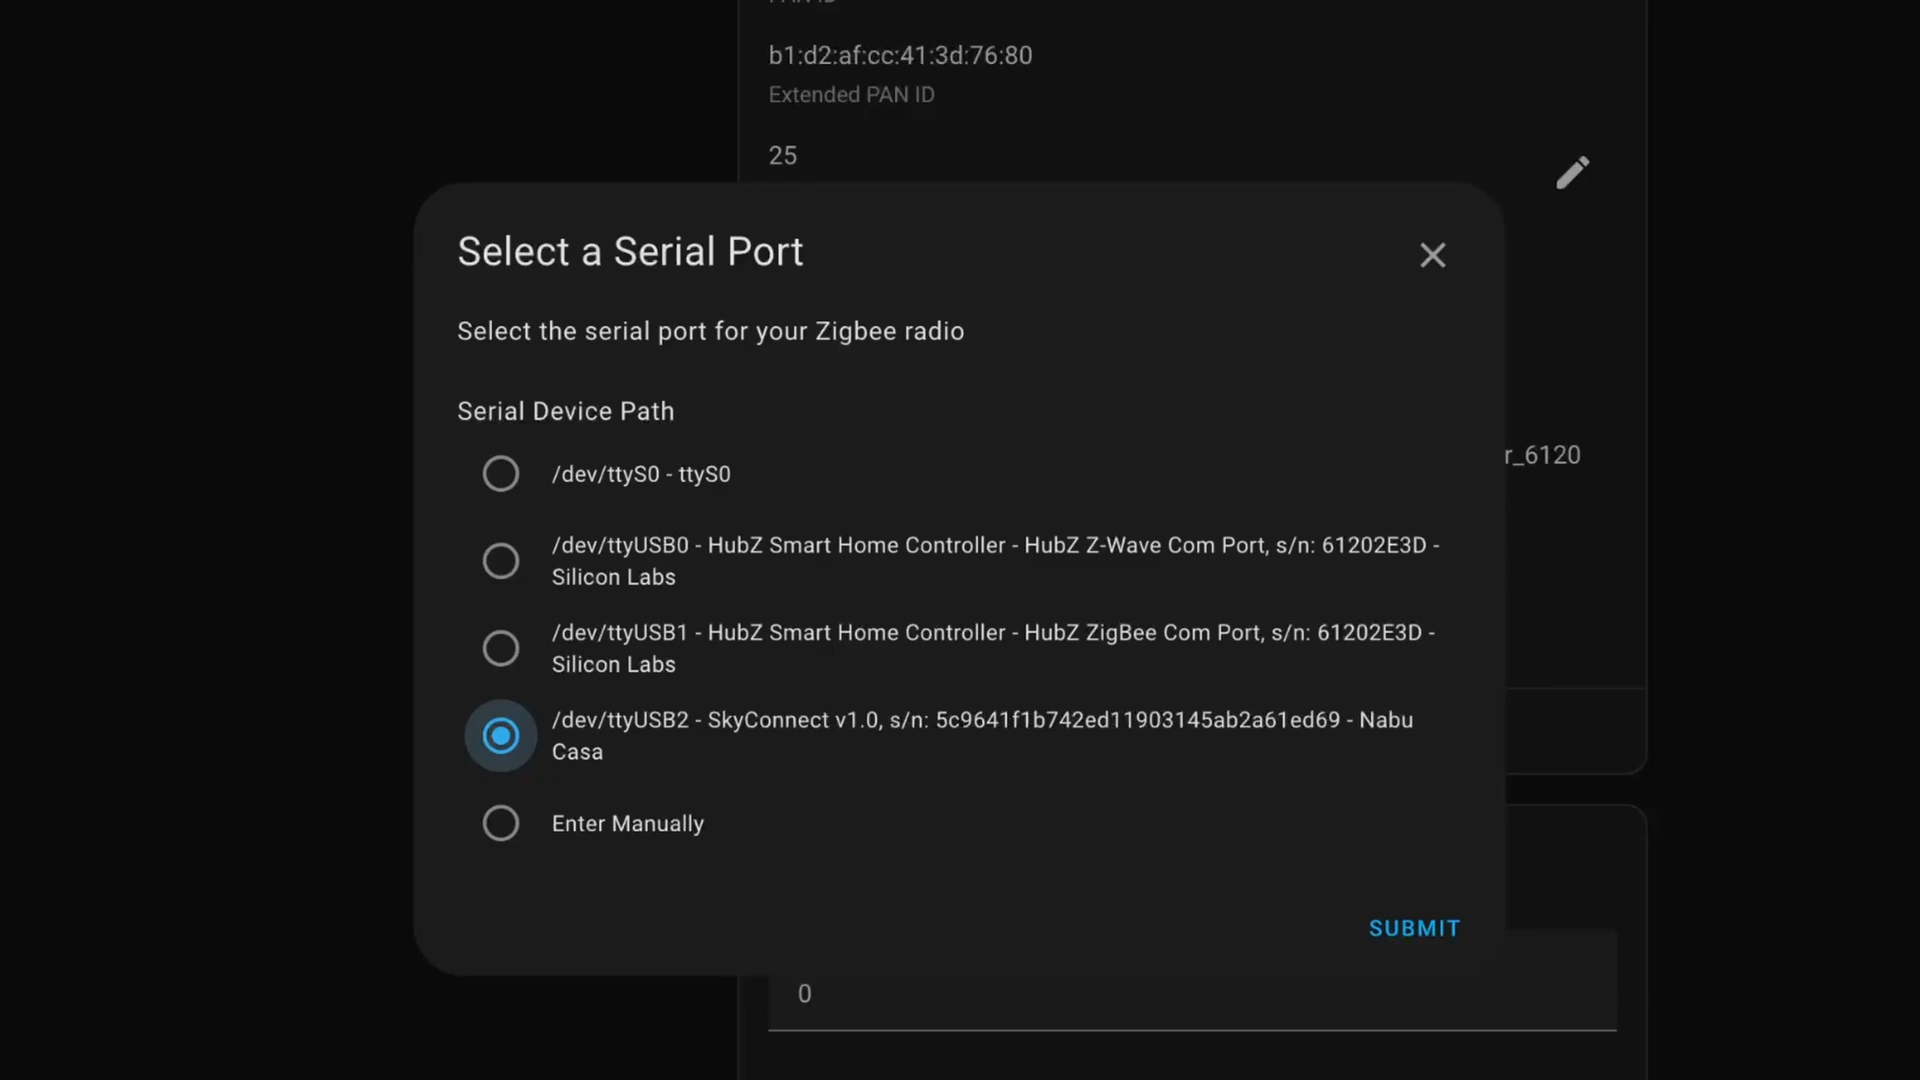 b1:d2:af:cc:41:3d:76:80
Extended PAN ID
25
Select a Serial Port
Select the serial port for your Zigbee radio
Serial Device Path
/dev/ttyS0 - ttyS0
r_6120
/dev/ttyUSB0 - HubZ Smart Home Controller - HubZ Z-Wave Com Port, s/n: 61202E3D -
Silicon Labs
/dev/ttyUSB1 - HubZ Smart Home Controller - HubZ ZigBee Com Port, s/n: 61202E3D -
Silicon Labs
/dev/ttyUSB2 - SkyConnect v1.0, s/n: 5c9641f1b742ed11903145ab2a61ed69 - Nabu
Casa
Enter Manually
SUBMIT
0